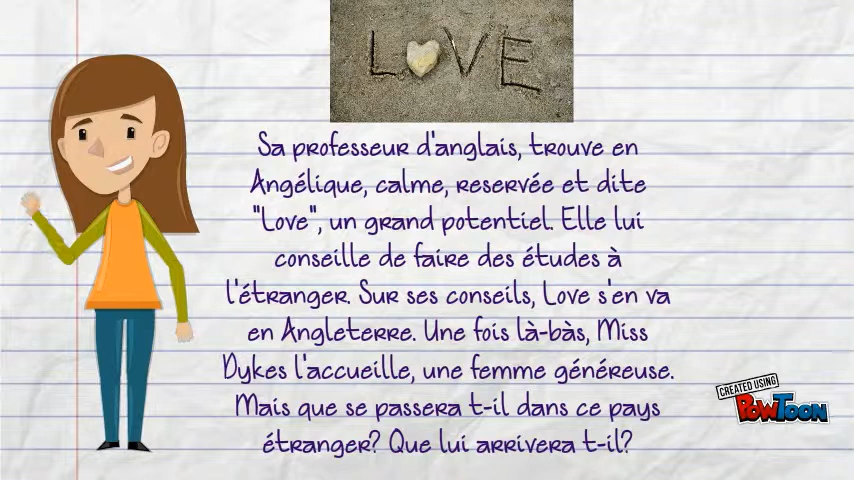 LOVE
Sa professeur d'anglais, trouve en
Angélique, calme, reservée et dite
"Love", un grand potentiel. Elle lui
conseille de faire des études à
l'étranger. Sur ses conseils, Love s'en va
en Angleterre. Une fois là-bàs, Miss
Dykes l'accueille, une femme généreuse.
Mais que se passera t-il dans ce pays
étranger? Que lui arrivera t-il?
CREATED USING
POWTOON